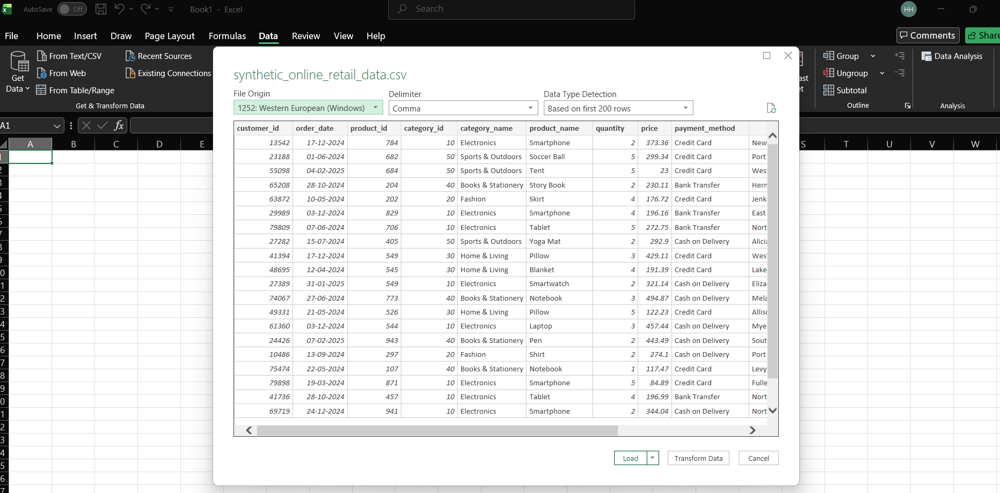 AutoSave Off Book1 - Excel Search HH
File Home Insert Draw Page Layout Formulas Data Review View Help Comments Share
Get Data
From Text/CSV
From Web
From Table/Range
Recent Sources
Existing Connections
Get & Transform Data
Group
Ungroup
Subtotal
Outline
Data Analysis
Analysis
A1 fx
A B C D E S T U V W
synthetic_online_retail_data.csv
File Origin Delimiter Data Type Detection
1252: Western European (Windows) Comma Based on first 200 rows
customer_id order_date product_id category_id category_name product_name quantity price payment_method
13542 17-12-2024 784 10 Electronics Smartphone 2 373.36 Credit Card New
23188 01-06-2024 682 50 Sports & Outdoors Soccer Ball 5 299.34 Credit Card Port
55098 04-02-2025 684 50 Sports & Outdoors Tent 5 23 Credit Card Wes
65208 28-10-2024 204 40 Books & Stationery Story Book 2 230.11 Bank Transfer Hern
63872 10-05-2024 202 20 Fashion Skirt 4 176.72 Credit Card Jenk
29989 03-12-2024 829 10 Electronics Smartphone 4 196.16 Bank Transfer East
79809 07-06-2024 706 10 Electronics Tablet 5 272.75 Bank Transfer Nort
27282 15-07-2024 405 50 Sports & Outdoors Yoga Mat 2 292.9 Cash on Delivery Alici
41394 17-12-2024 549 30 Home & Living Pillow 3 429.11 Credit Card Wes
48695 12-04-2024 545 30 Home & Living Blanket 4 191.39 Credit Card Lake
27389 31-01-2025 549 10 Electronics Smartwatch 2 321.14 Cash on Delivery Eliza
74067 27-06-2024 773 40 Books & Stationery Notebook 3 494.87 Cash on Delivery Mela
49331 21-05-2024 526 30 Home & Living Pillow 5 122.23 Credit Card Allis
61360 03-12-2024 544 10 Electronics Laptop 3 457.44 Cash on Delivery Mye
24426 07-02-2025 943 40 Books & Stationery Pen 2 443.49 Cash on Delivery Sout
10486 13-09-2024 297 20 Fashion Shirt 2 274.1 Cash on Delivery Port
75474 22-05-2024 107 40 Books & Stationery Notebook 1 117.47 Credit Card Levy
79898 19-03-2024 871 10 Electronics Smartphone 5 84.89 Credit Card Fulle
41736 28-10-2024 457 10 Electronics Tablet 4 196.99 Bank Transfer Nort
69719 24-12-2024 941 10 Electronics Smartphone 2 344.04 Cash on Delivery Nort
Load Transform Data Cancel